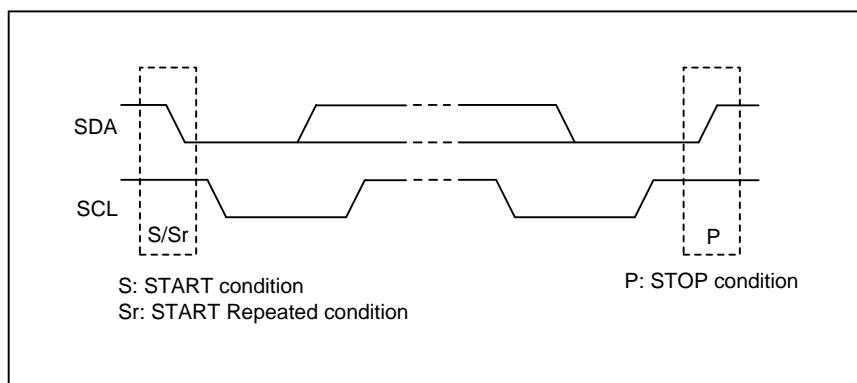 SDA
SCL
S/Sr
P
S: START condition
Sr: START Repeated condition
P: STOP condition